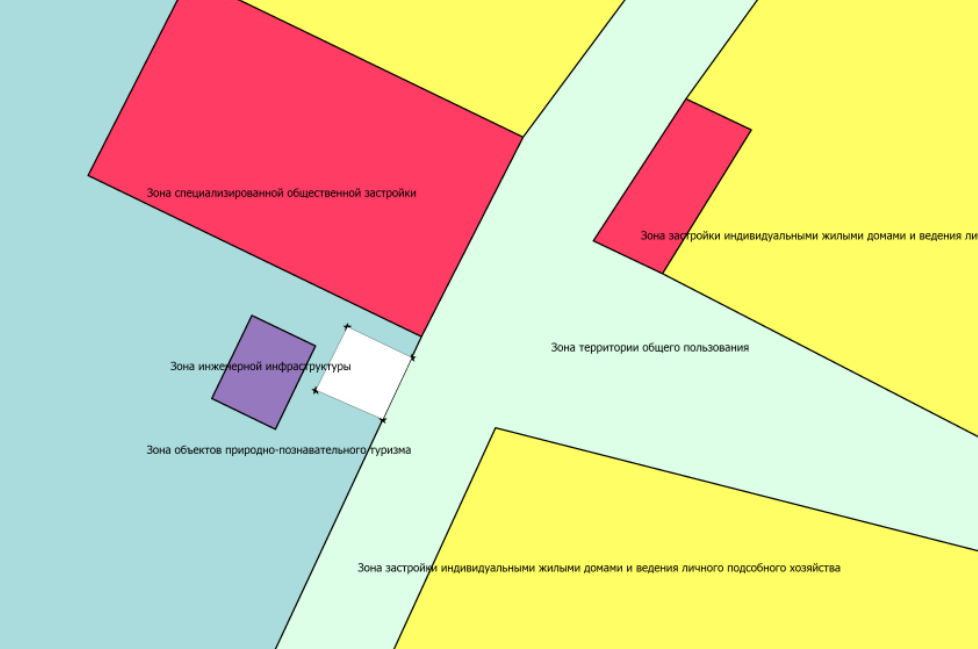 Зона специализированной общественной застройки
Зона застройки индивидуальными жилыми домами и ведения ли
Зона территории общего пользования
Зона инженерной инфраструктуры
Зона объектов природно-познавательного туризма
Зона застройки индивидуальными жилыми домами и ведения личного подсобного хозяйства